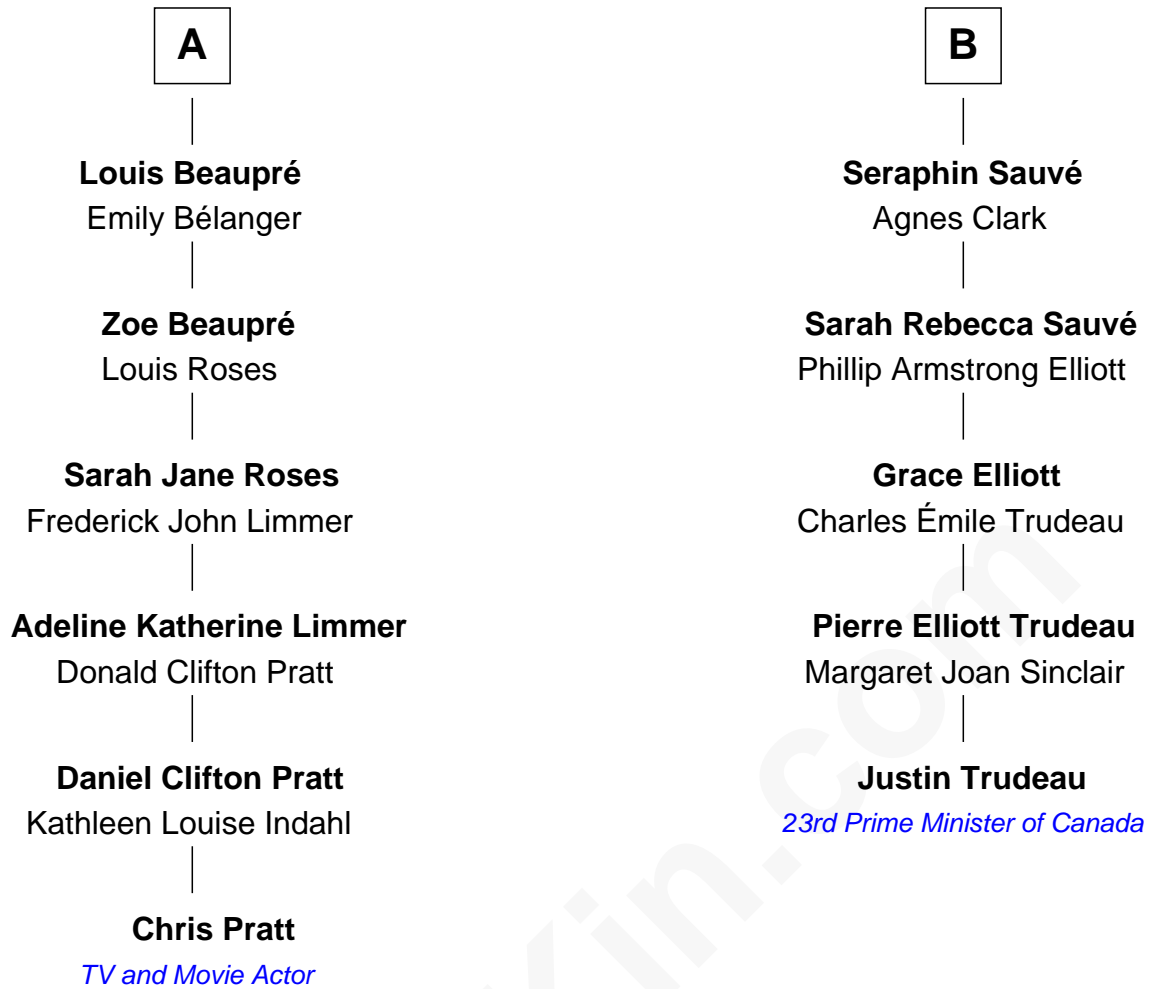 A
Louis Beaupré
Emily Bélanger
Zoe Beaupré
Louis Roses
Sarah Jane Roses
Frederick John Limmer
Adeline Katherine Limmer
Donald Clifton Pratt
Daniel Clifton Pratt
Kathleen Louise Indahl
Chris Pratt
TV and Movie Actor
B
Seraphin Sauvé
Agnes Clark
Sarah Rebecca Sauvé
Phillip Armstrong Elliott
Grace Elliott
Charles Émile Trudeau
Pierre Elliott Trudeau
Margaret Joan Sinclair
Justin Trudeau
23rd Prime Minister of Canada
Kin.com